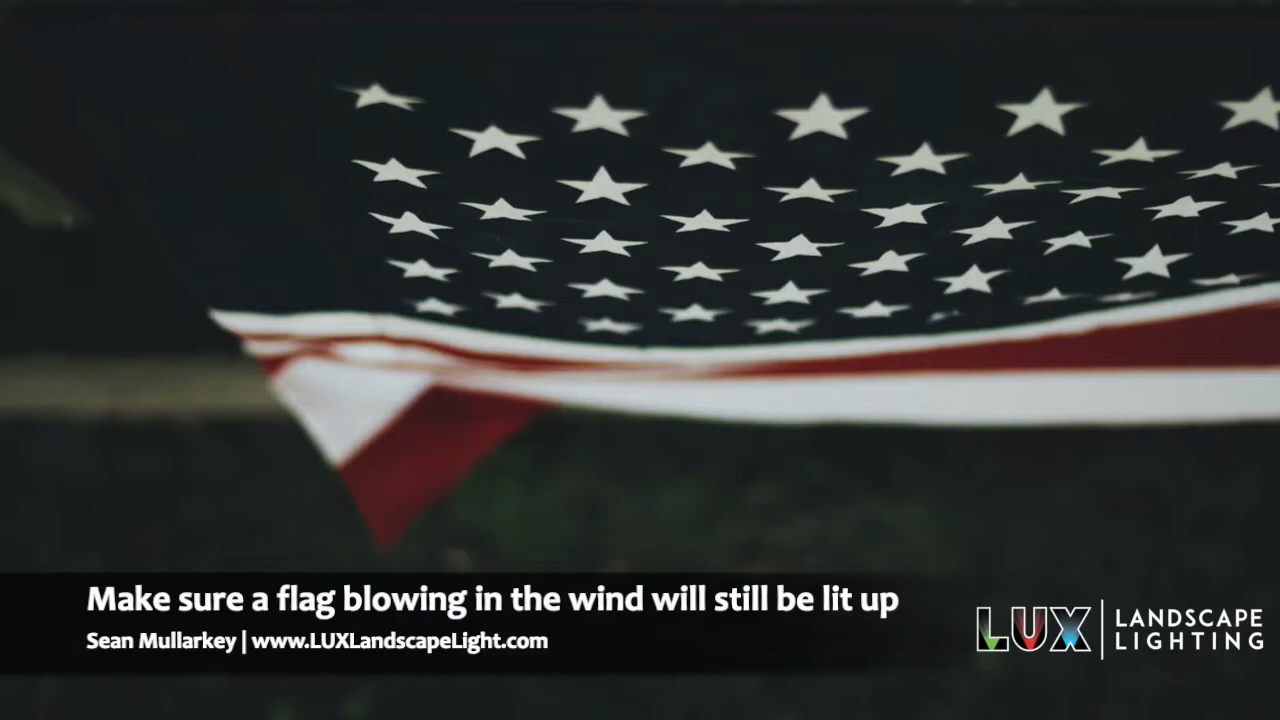 Make sure a flag blowing in the wind will still be lit up
Sean Mullarkey | www.LUXLandscapeLight.com
LUX
LANDSCAPE
LIGHTING